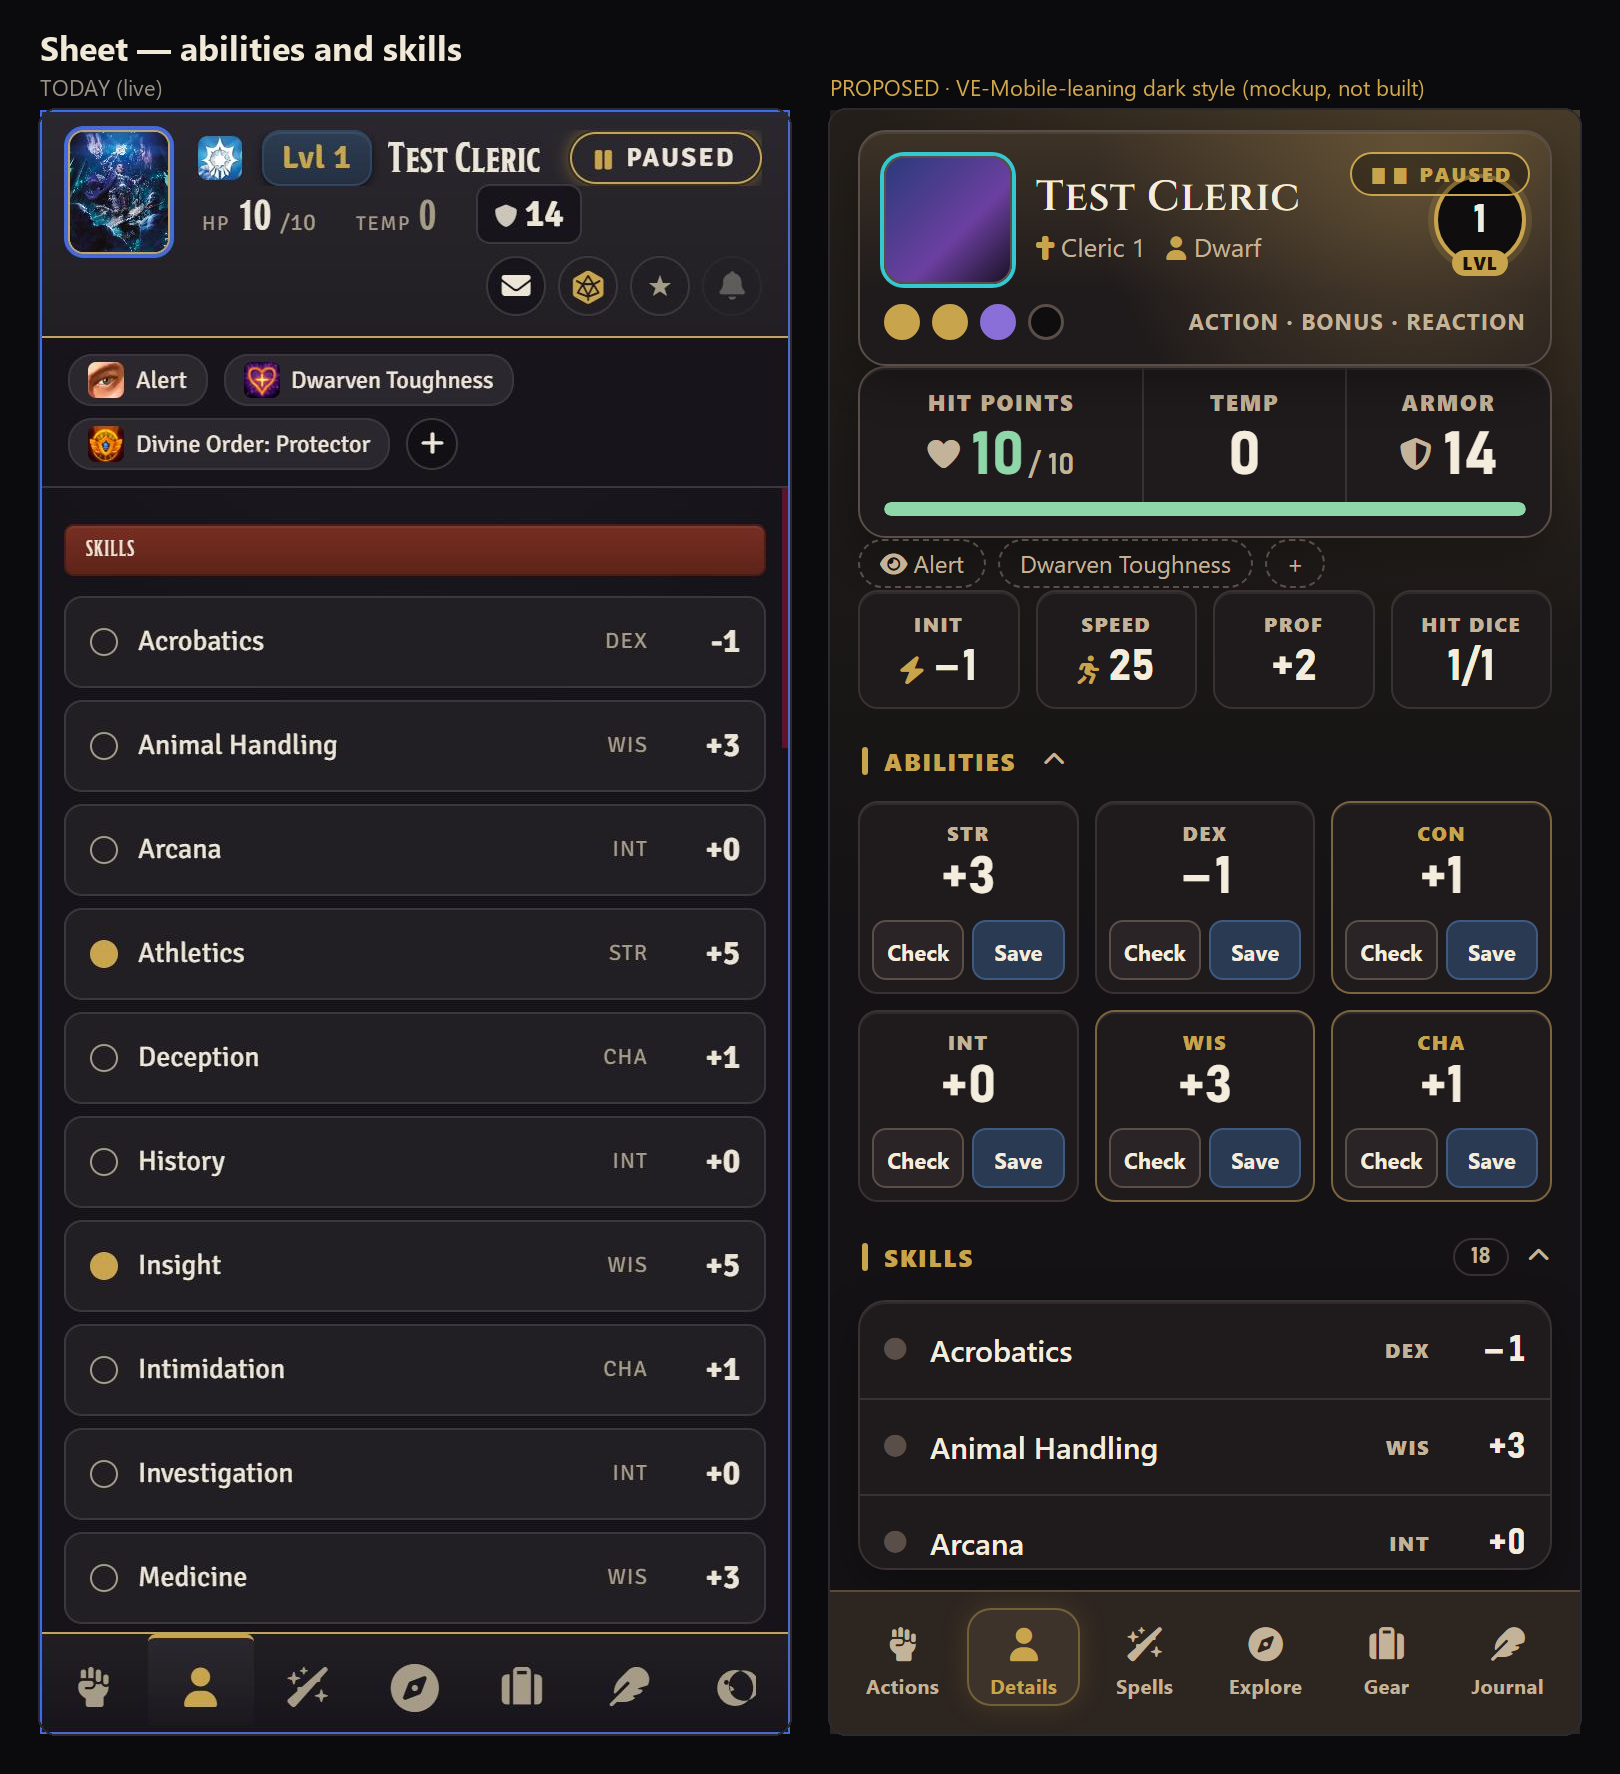 Sheet — abilities and skills
TODAY (live)
Lvl 1
TEST CLERIC
PAUSED
HP 10 /10
TEMP 0
14
Alert
Dwarven Toughness
Divine Order: Protector
+
SKILLS
Acrobatics DEX -1
Animal Handling WIS +3
Arcana INT +0
Athletics STR +5
Deception CHA +1
History INT +0
Insight WIS +5
Intimidation CHA +1
Investigation INT +0
Medicine WIS +3
PROPOSED · VE-Mobile-leaning dark style (mockup, not built)
TEST CLERIC
PAUSED
1
LVL
Cleric 1 Dwarf
ACTION · BONUS · REACTION
HIT POINTS TEMP ARMOR
10 / 10 0 14
Alert Dwarven Toughness +
INIT SPEED PROF HIT DICE
−1 25 +2 1/1
ABILITIES
STR DEX CON
+3 −1 +1
Check Save Check Save Check Save
INT WIS CHA
+0 +3 +1
Check Save Check Save Check Save
SKILLS 18
Acrobatics DEX −1
Animal Handling WIS +3
Arcana INT +0
Actions Details Spells Explore Gear Journal